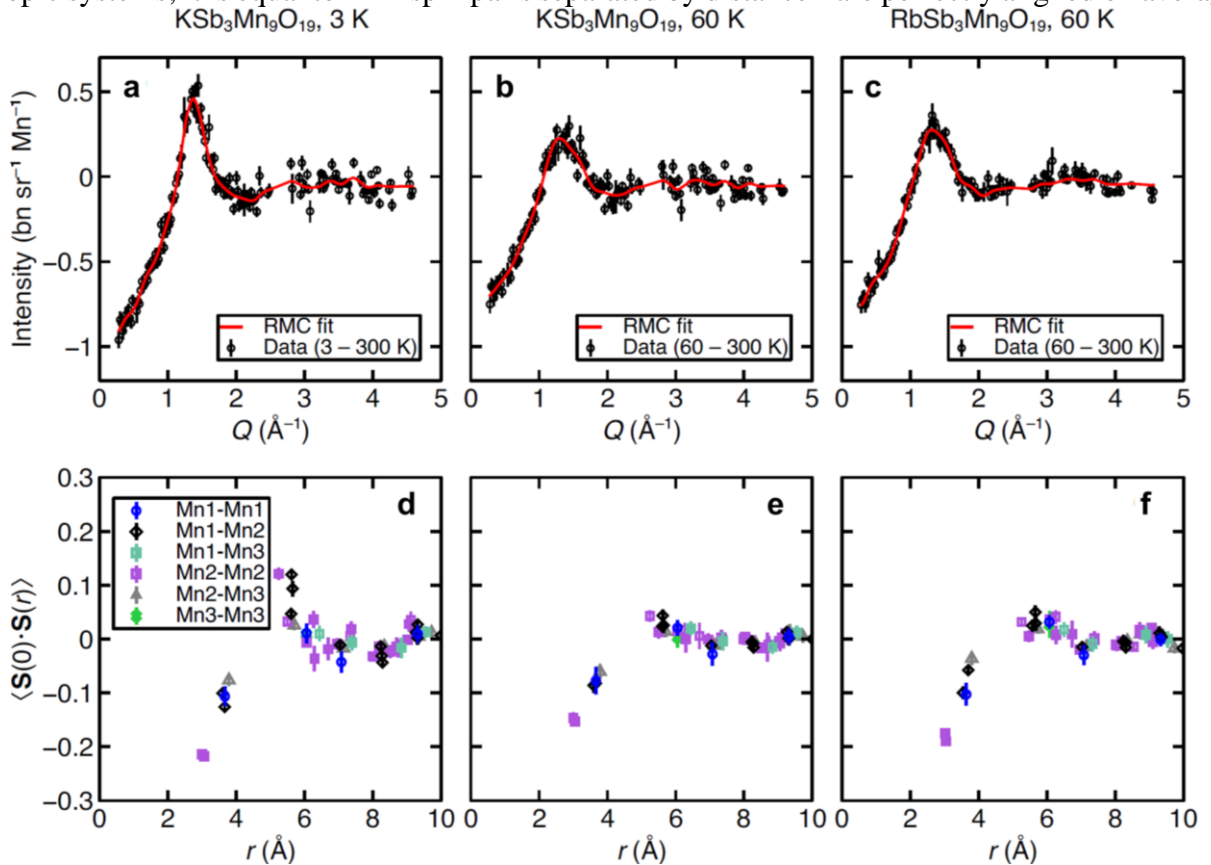 KSb₃Mn₉O₁₉, 3 K
KSb₃Mn₉O₁₉, 60 K
RbSb₃Mn₉O₁₉, 60 K
a
b
c
Intensity (bn sr⁻¹ Mn⁻¹)
0.5
0
−0.5
−1
RMC fit
Data (3 – 300 K)
RMC fit
Data (60 – 300 K)
RMC fit
Data (60 – 300 K)
0 1 2 3 4 5
0 1 2 3 4 5
0 1 2 3 4 5
Q (Å⁻¹)
Q (Å⁻¹)
Q (Å⁻¹)
d
e
f
⟨S(0)·S(r)⟩
0.3
0.2
0.1
0
−0.1
−0.2
−0.3
Mn1-Mn1
Mn1-Mn2
Mn1-Mn3
Mn2-Mn2
Mn2-Mn3
Mn3-Mn3
0 2 4 6 8 10
0 2 4 6 8 10
0 2 4 6 8 10
r (Å)
r (Å)
r (Å)